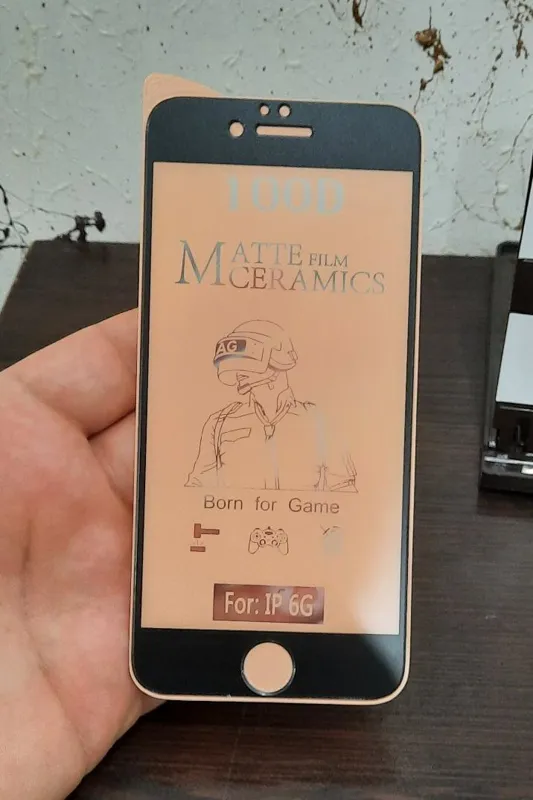 100D
MATTE FILM
CERAMICS
AG
Born for Game
For: IP 6G